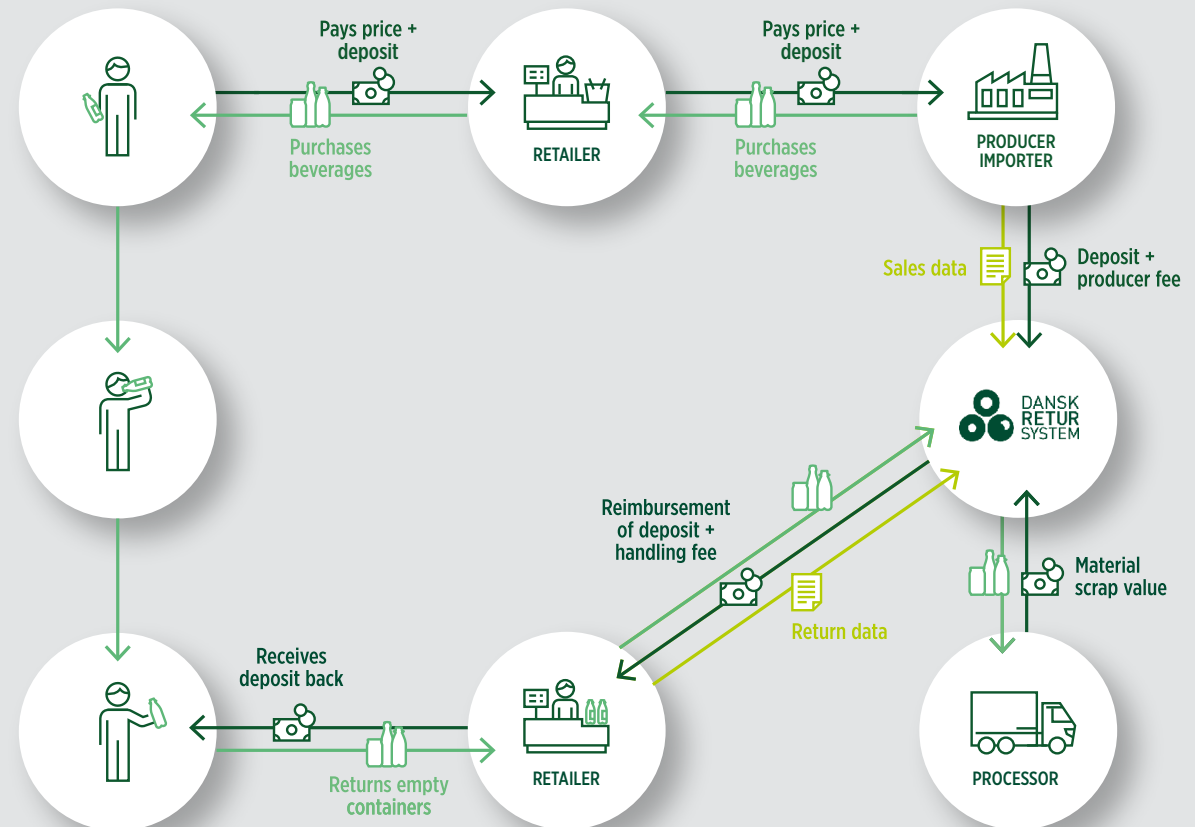 Pays price +
deposit
Purchases
beverages
RETAILER
Pays price +
deposit
Purchases
beverages
PRODUCER
IMPORTER
Sales data
Deposit +
producer fee
DANSK
RETUR
SYSTEM
Reimbursement
of deposit +
handling fee
Return data
Material
scrap value
Receives
deposit back
Returns empty
containers
RETAILER
PROCESSOR